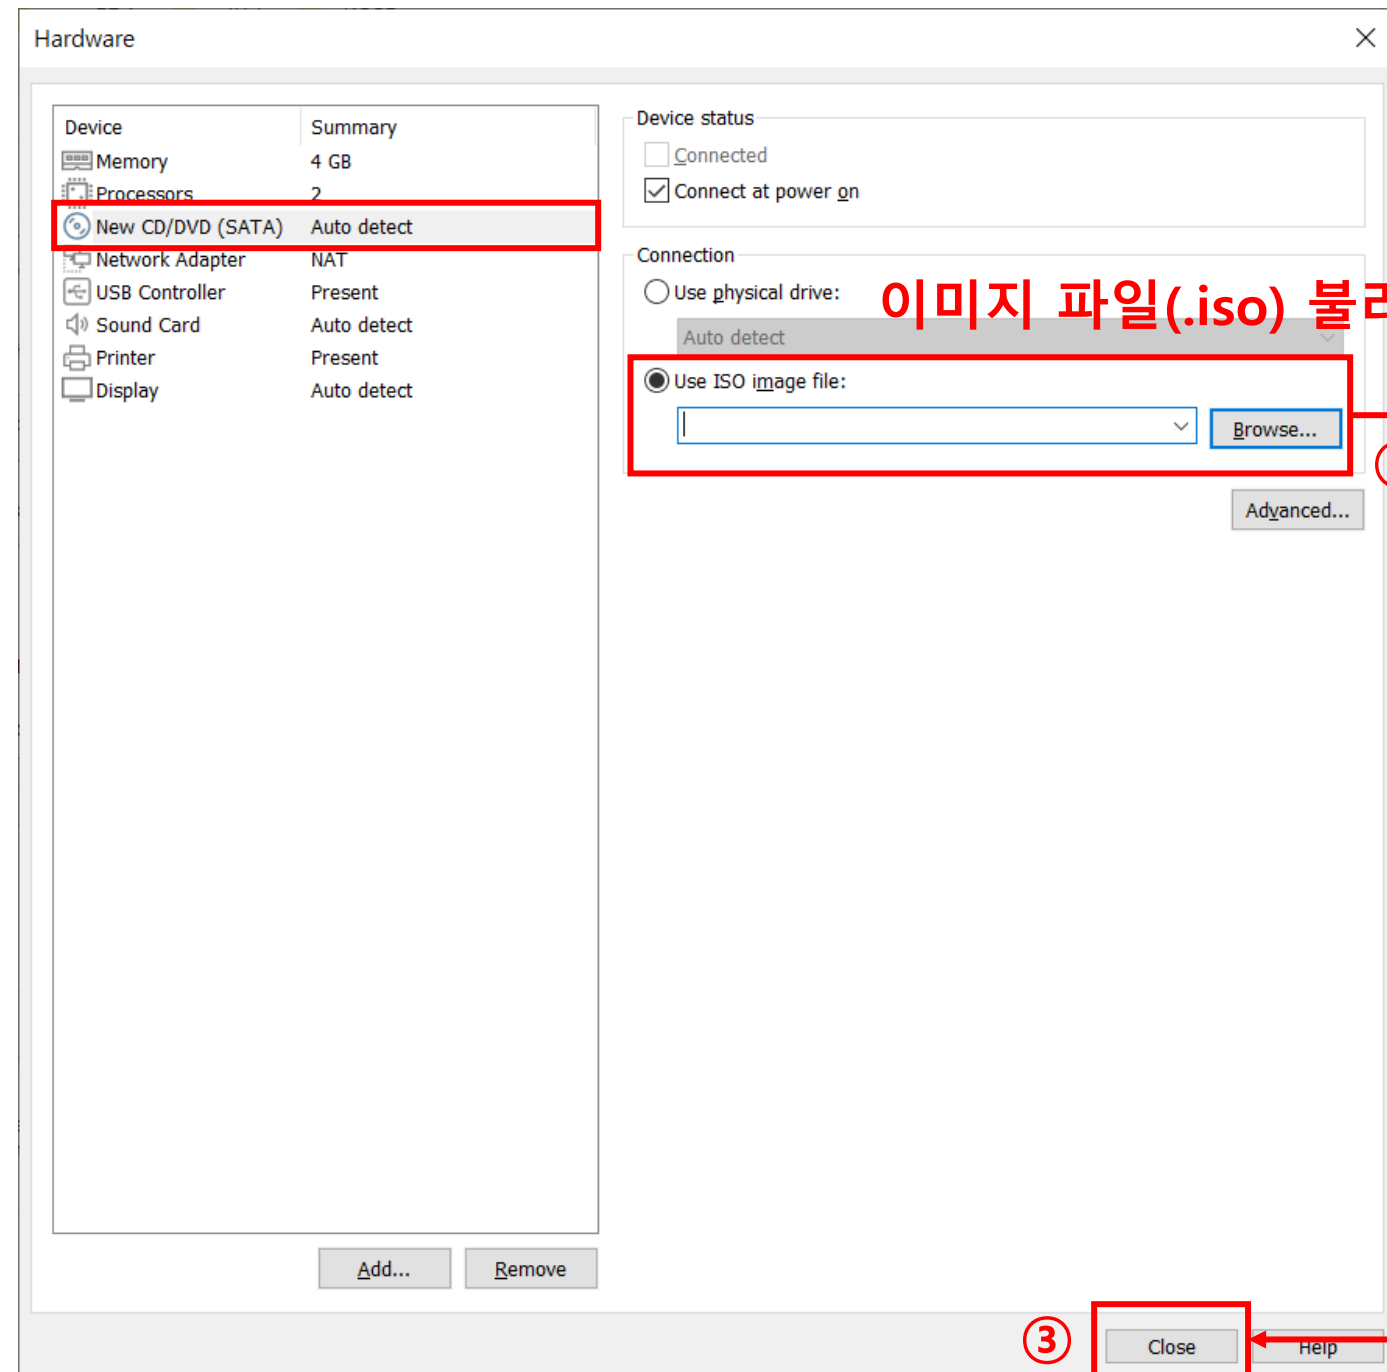 Hardware
Device Summary
Memory 4 GB
Processors 2
New CD/DVD (SATA) Auto detect
Network Adapter NAT
USB Controller Present
Sound Card Auto detect
Printer Present
Display Auto detect
Add... Remove
Device status
Connected
Connect at power on
Connection
Use physical drive:
이미지 파일(.iso)
Auto detect
Use ISO image file:
Browse...
Advanced...
③ Close Help